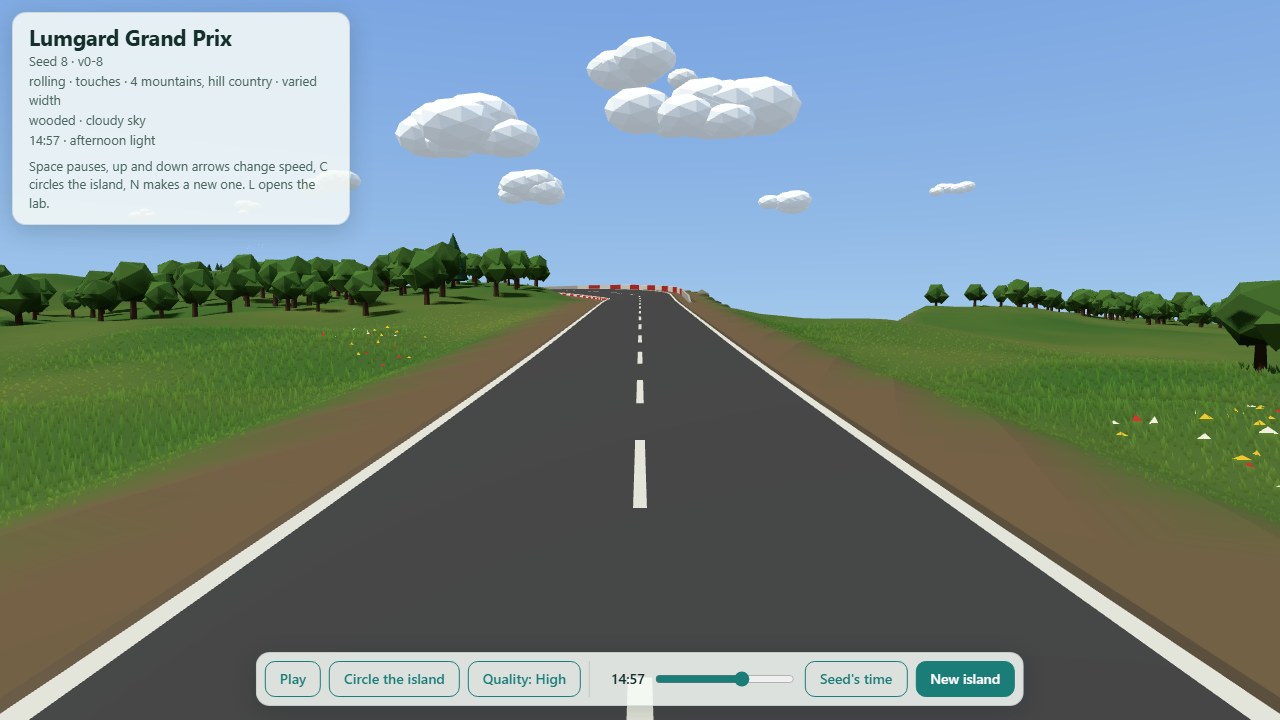 Lumgard Grand Prix
Seed 8 · v0-8
rolling · touches · 4 mountains, hill country · varied
width
wooded · cloudy sky
14:57 · afternoon light
Space pauses, up and down arrows change speed, C
circles the island, N makes a new one. L opens the
lab.
Play
Circle the island
Quality: High
14:57
Seed's time
New island